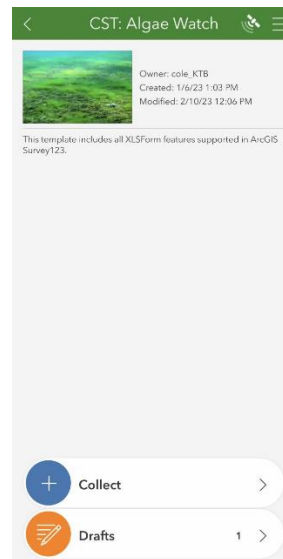 CST: Algae Watch
Owner: cole_KTB
Created: 1/6/23 1:03 PM
Modified: 2/10/23 12:06 PM
This template includes all XLSForm features supported in ArcGIS
Survey123.
Collect
Drafts 1